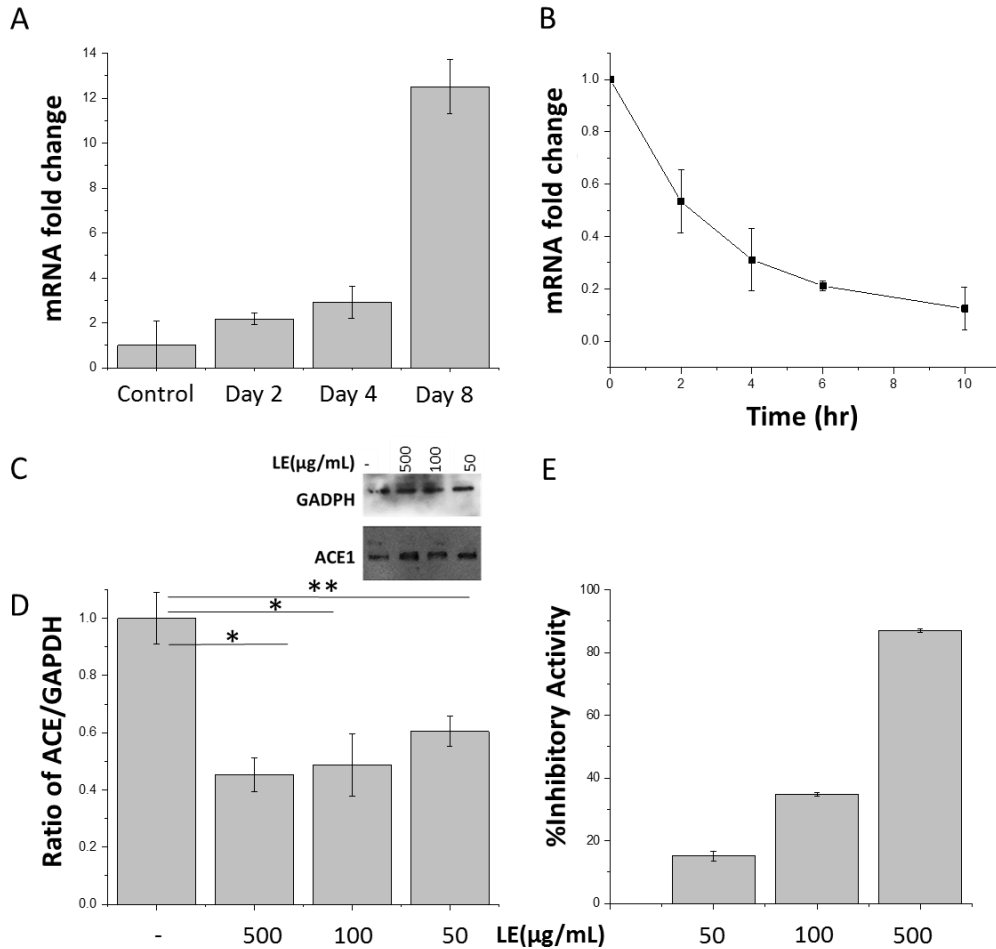 A
mRNA fold change
14
12
10
8
6
4
2
0
Control Day 2 Day 4 Day 8
B
mRNA fold change
1.0
0.8
0.6
0.4
0.2
0.0
0 2 4 6 8 10
Time (hr)
C
LE(µg/mL) - 500 100 50
GADPH
ACE1
D
Ratio of ACE/GAPDH
1.0
0.8
0.6
0.4
0.2
0.0
**
*
*
- 500 100 50
E
%Inhibitory Activity
100
80
60
40
20
0
LE(µg/mL) 50 100 500